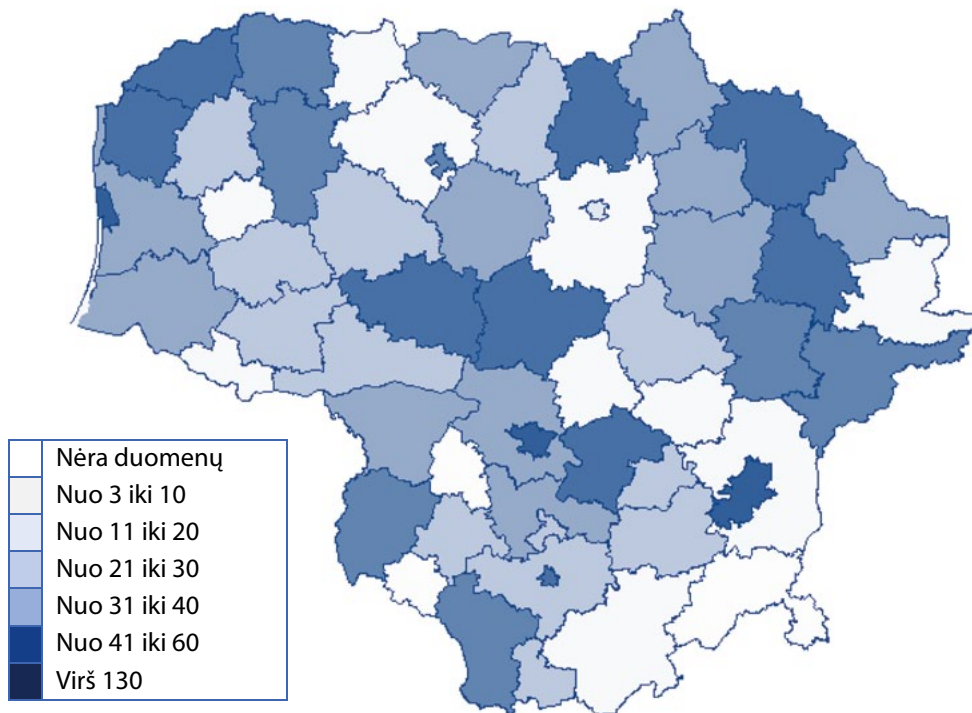 Nėra duomenų
Nuo 3 iki 10
Nuo 11 iki 20
Nuo 21 iki 30
Nuo 31 iki 40
Nuo 41 iki 60
Virš 130